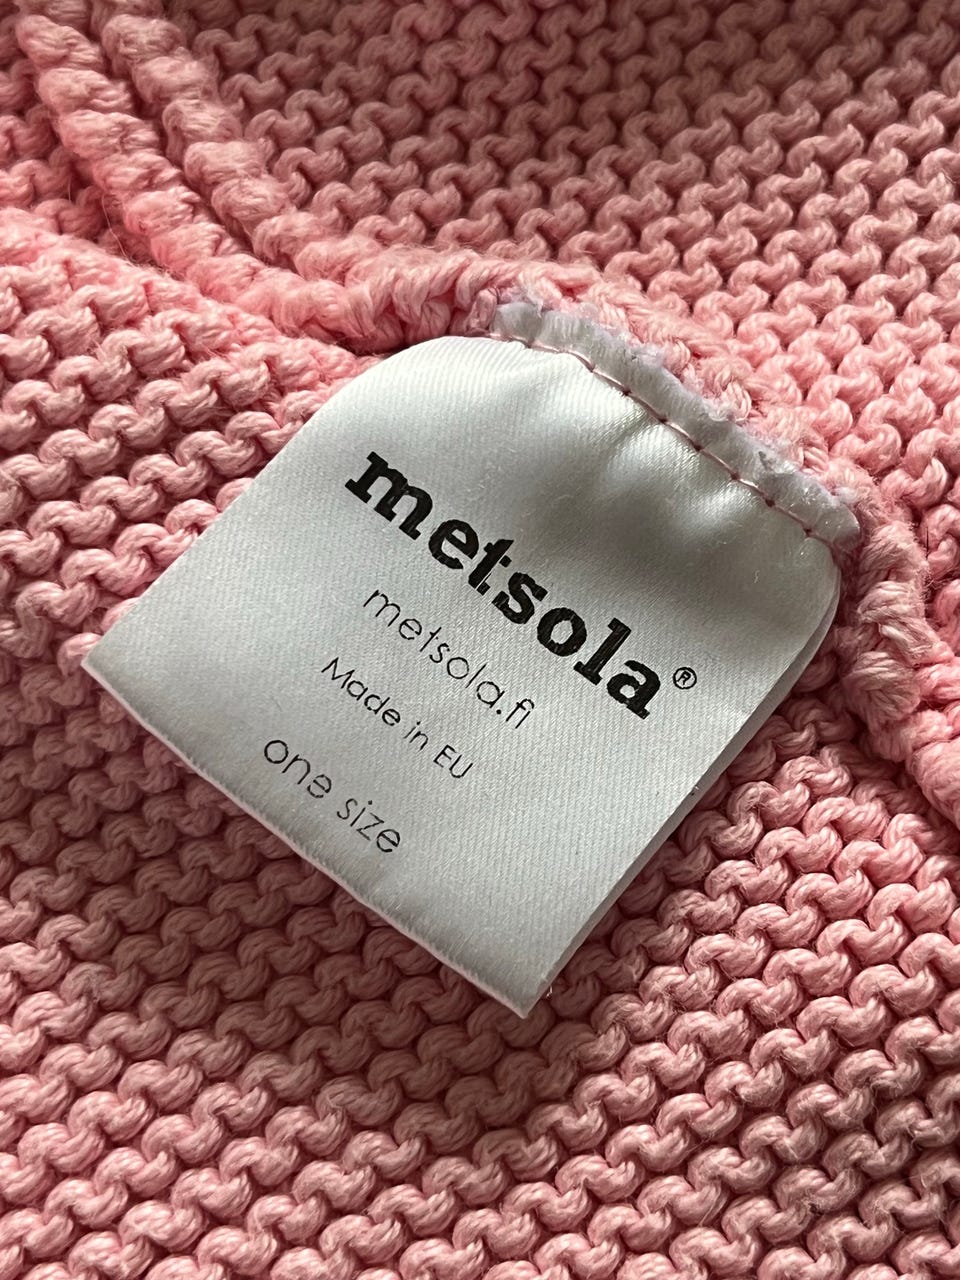 metsola®
metsola.fi
Made in EU
one size